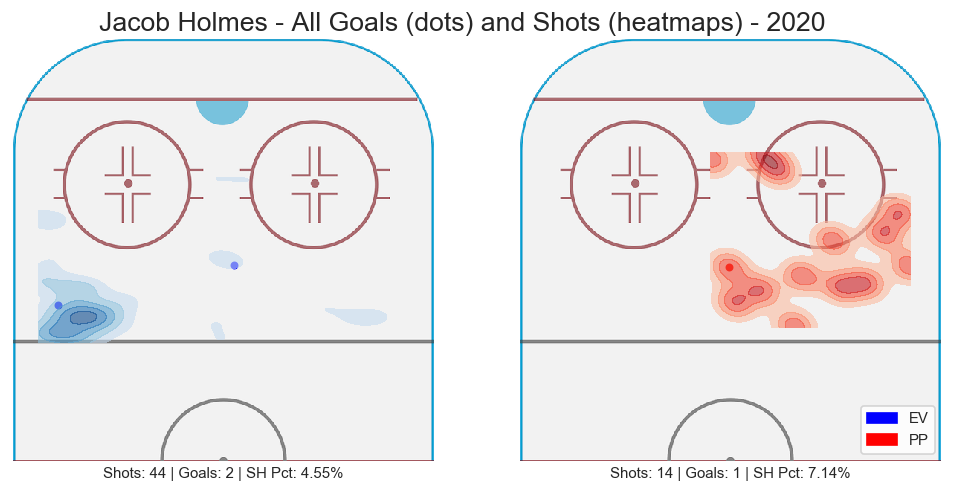 Jacob Holmes - All Goals (dots) and Shots (heatmaps) - 2020
EV
PP
Shots: 44 | Goals: 2 | SH Pct: 4.55%
Shots: 14 | Goals: 1 | SH Pct: 7.14%